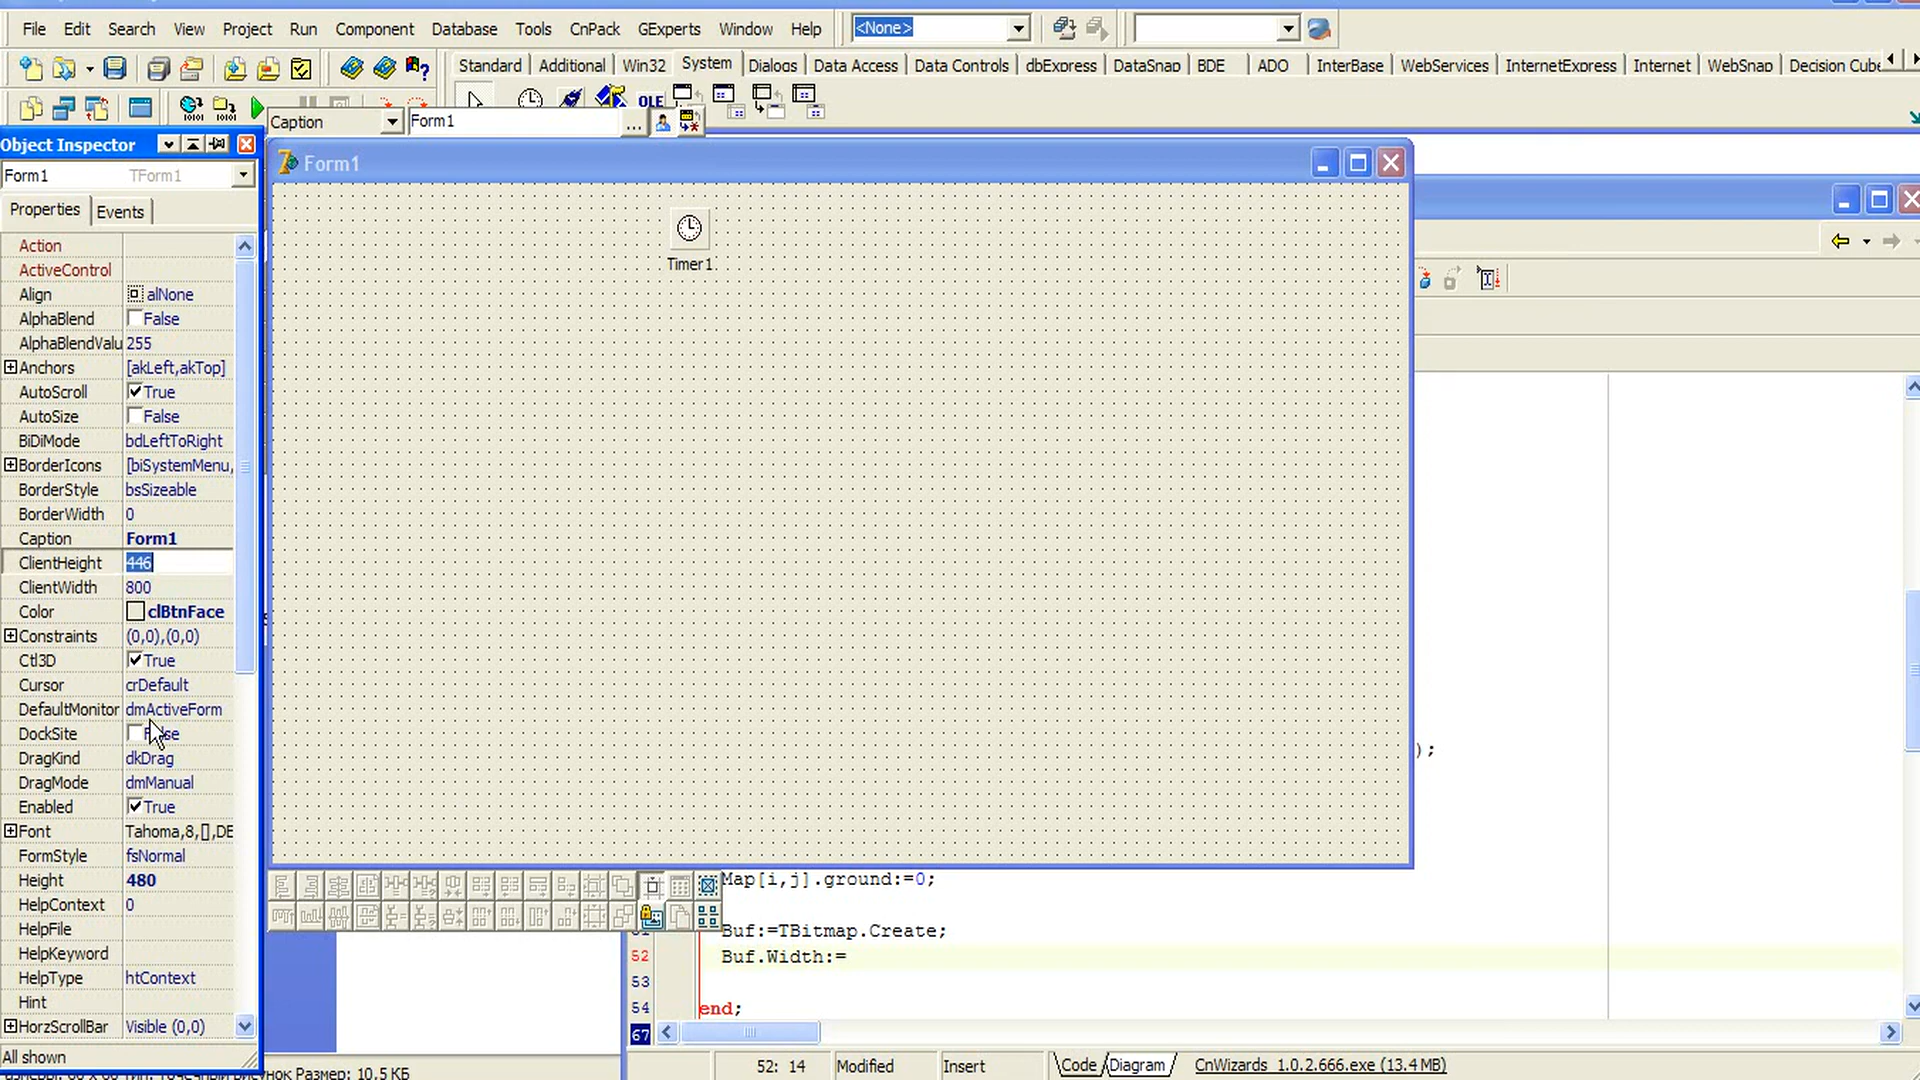 File Edit Search View Project Run Component Database Tools CnPack GExperts Window Help <None>
Standard Additional Win32 System Dialogs Data Access Data Controls dbExpress DataSnap BDE ADO InterBase WebServices InternetExpress Internet WebSnap Decision Cube
OLE
Caption Form1 ...
Object Inspector
Form1 TForm1
Properties Events
Action
ActiveControl
Align alNone
AlphaBlend False
AlphaBlendValu 255
Anchors [akLeft,akTop]
AutoScroll True
AutoSize False
BiDiMode bdLeftToRight
BorderIcons [biSystemMenu,
BorderStyle bsSizeable
BorderWidth 0
Caption Form1
ClientHeight 446
ClientWidth 800
Color clBtnFace
Constraints (0,0),(0,0)
Ctl3D True
Cursor crDefault
DefaultMonitor dmActiveForm
DockSite False
DragKind dkDrag
DragMode dmManual
Enabled True
Font Tahoma,8,[],DE
FormStyle fsNormal
Height 480
HelpContext 0
HelpFile
HelpKeyword
HelpType htContext
Hint
HorzScrollBar Visible (0,0)
All shown
Form1
Timer1
);
Map[i,j].ground:=0;
Buf:=TBitmap.Create;
52 Buf.Width:=
53
54 end;
67
52: 14 Modified Insert Code Diagram CnWizards_1.0.2.666.exe (13.4 MB)
Размер: 10,5 КБ